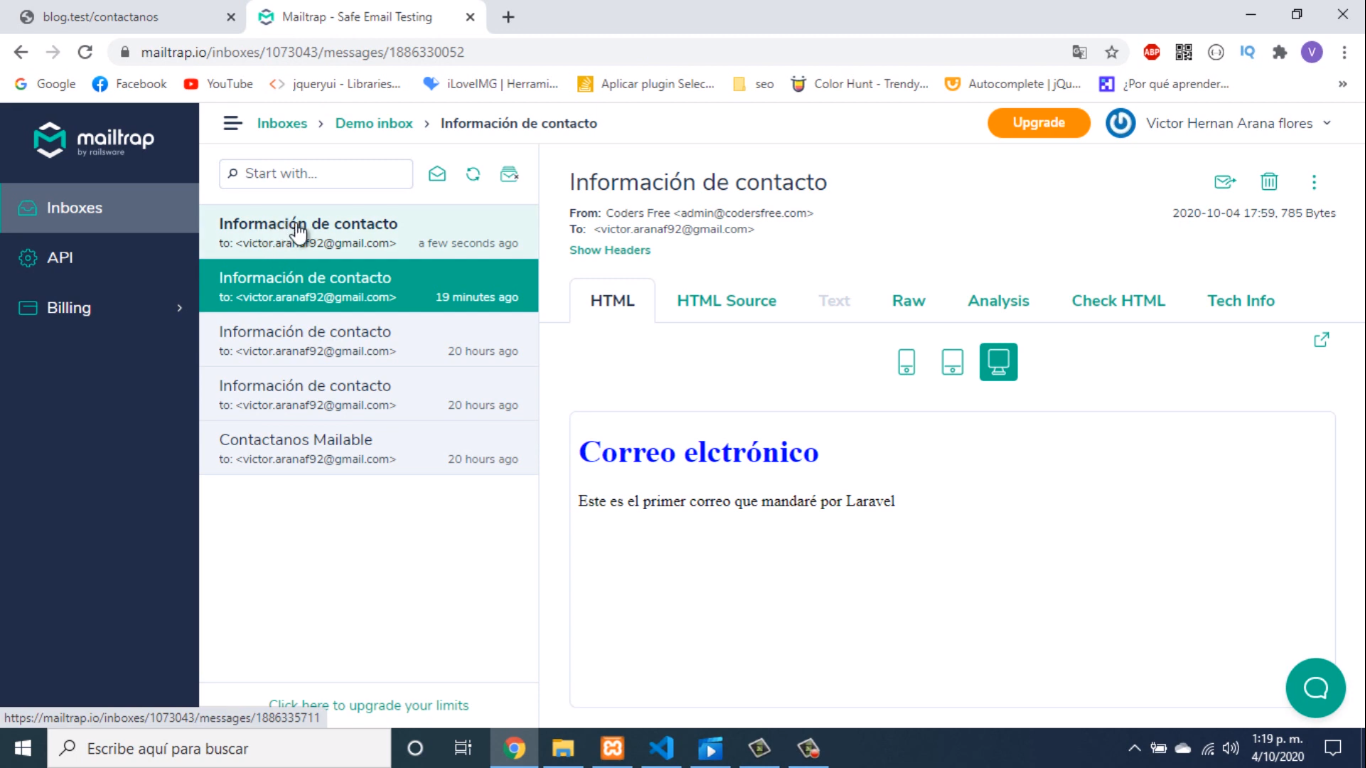 blog.test/contactanos
Mailtrap - Safe Email Testing
mailtrap.io/inboxes/1073043/messages/1886330052
ABP
IQ
V
Google
Facebook
YouTube
jqueryui - Libraries...
iLoveIMG | Herrami...
Aplicar plugin Selec...
seo
Color Hunt - Trendy...
Autocomplete | jQu...
¿Por qué aprender...
»
mailtrap
by railsware
Inboxes
API
Billing
Inboxes › Demo inbox › Información de contacto
Upgrade
Victor Hernan Arana flores
Start with...
Información de contacto
to: <victor.aranaf92@gmail.com> a few seconds ago
Información de contacto
to: <victor.aranaf92@gmail.com> 19 minutes ago
Información de contacto
to: <victor.aranaf92@gmail.com> 20 hours ago
Información de contacto
to: <victor.aranaf92@gmail.com> 20 hours ago
Contactanos Mailable
to: <victor.aranaf92@gmail.com> 20 hours ago
Click here to upgrade your limits
https://mailtrap.io/inboxes/1073043/messages/1886335711
Información de contacto
From: Coders Free <admin@codersfree.com>
2020-10-04 17:59, 785 Bytes
To: <victor.aranaf92@gmail.com>
Show Headers
HTML
HTML Source
Text
Raw
Analysis
Check HTML
Tech Info
Correo elctrónico
Este es el primer correo que mandaré por Laravel
Escribe aquí para buscar
1:19 p. m.
4/10/2020